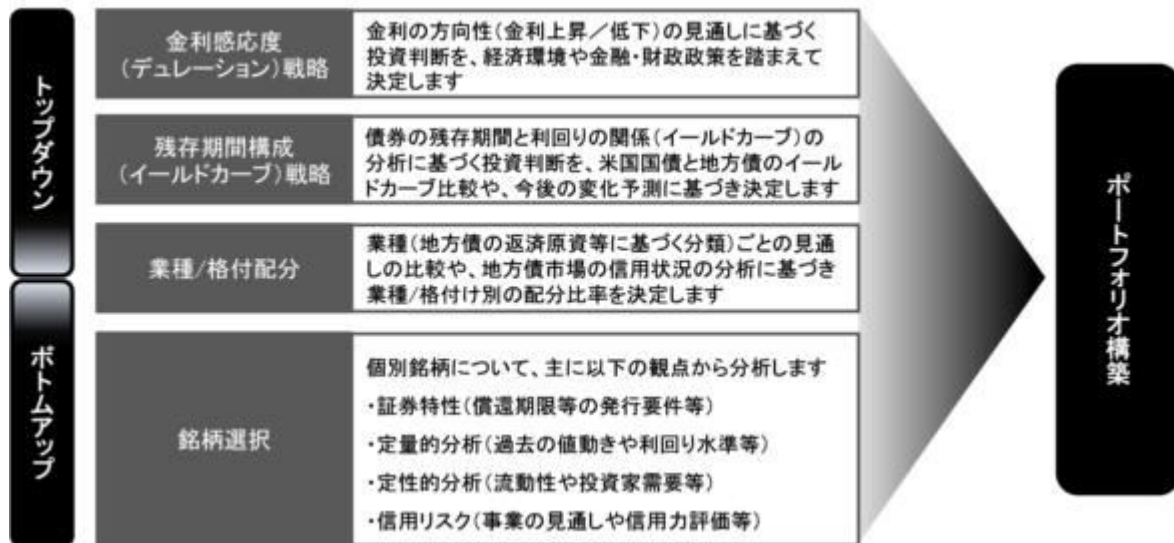 トップダウン
金利感応度
(デュレーション)戦略
金利の方向性(金利上昇/低下)の見通しに基づく
投資判断を、経済環境や金融・財政政策を踏まえて
決定します
残存期間構成
(イールドカーブ)戦略
債券の残存期間と利回りの関係(イールドカーブ)の
分析に基づく投資判断を、米国国債と地方債のイール
ドカーブ比較や、今後の変化予測に基づき決定します
業種/格付配分
業種(地方債の返済原資等に基づく分類)ごとの見通
しの比較や、地方債市場の信用状況の分析に基づき
業種/格付け別の配分比率を決定します
ボトムアップ
銘柄選択
個別銘柄について、主に以下の観点から分析します
・証券特性(償還期限等の発行要件等)
・定量的分析(過去の値動きや利回り水準等)
・定性的分析(流動性や投資家需要等)
・信用リスク(事業の見通しや信用力評価等)
ポートフォリオ構築